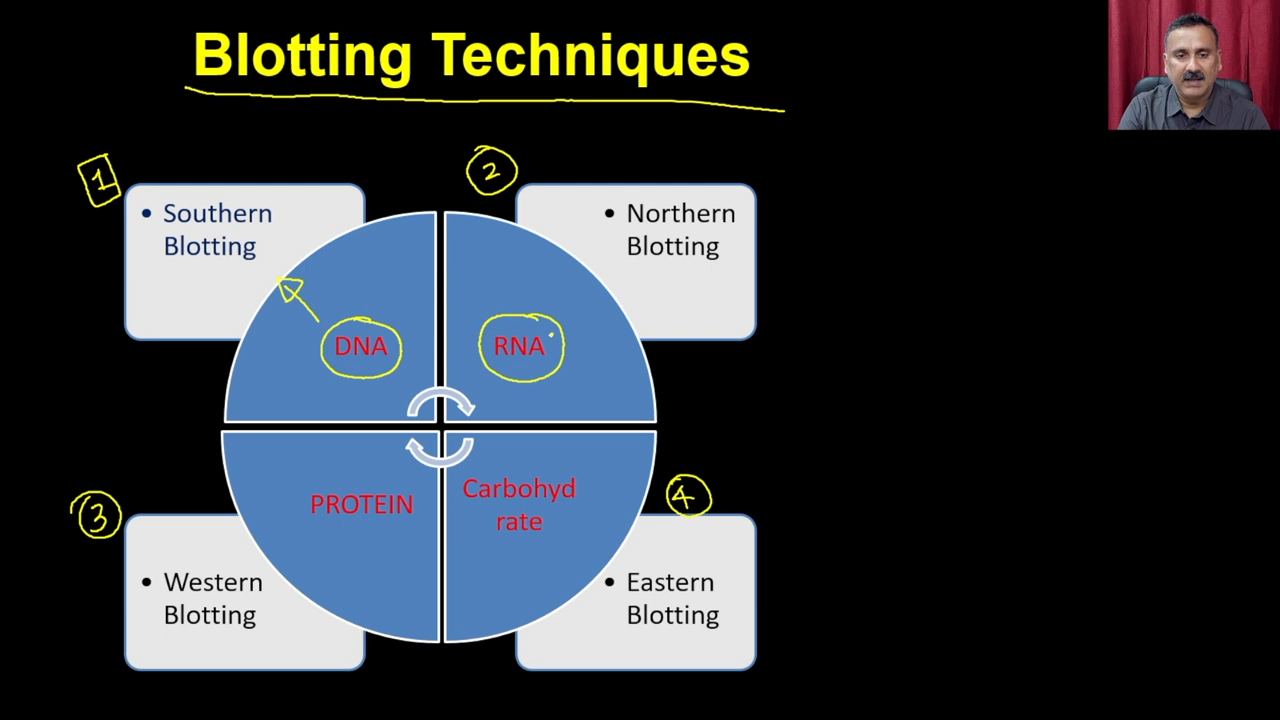 Blotting Techniques
1
• Southern
Blotting
2
• Northern
Blotting
DNA
RNA
PROTEIN
Carbohyd
rate
3
• Western
Blotting
4
• Eastern
Blotting